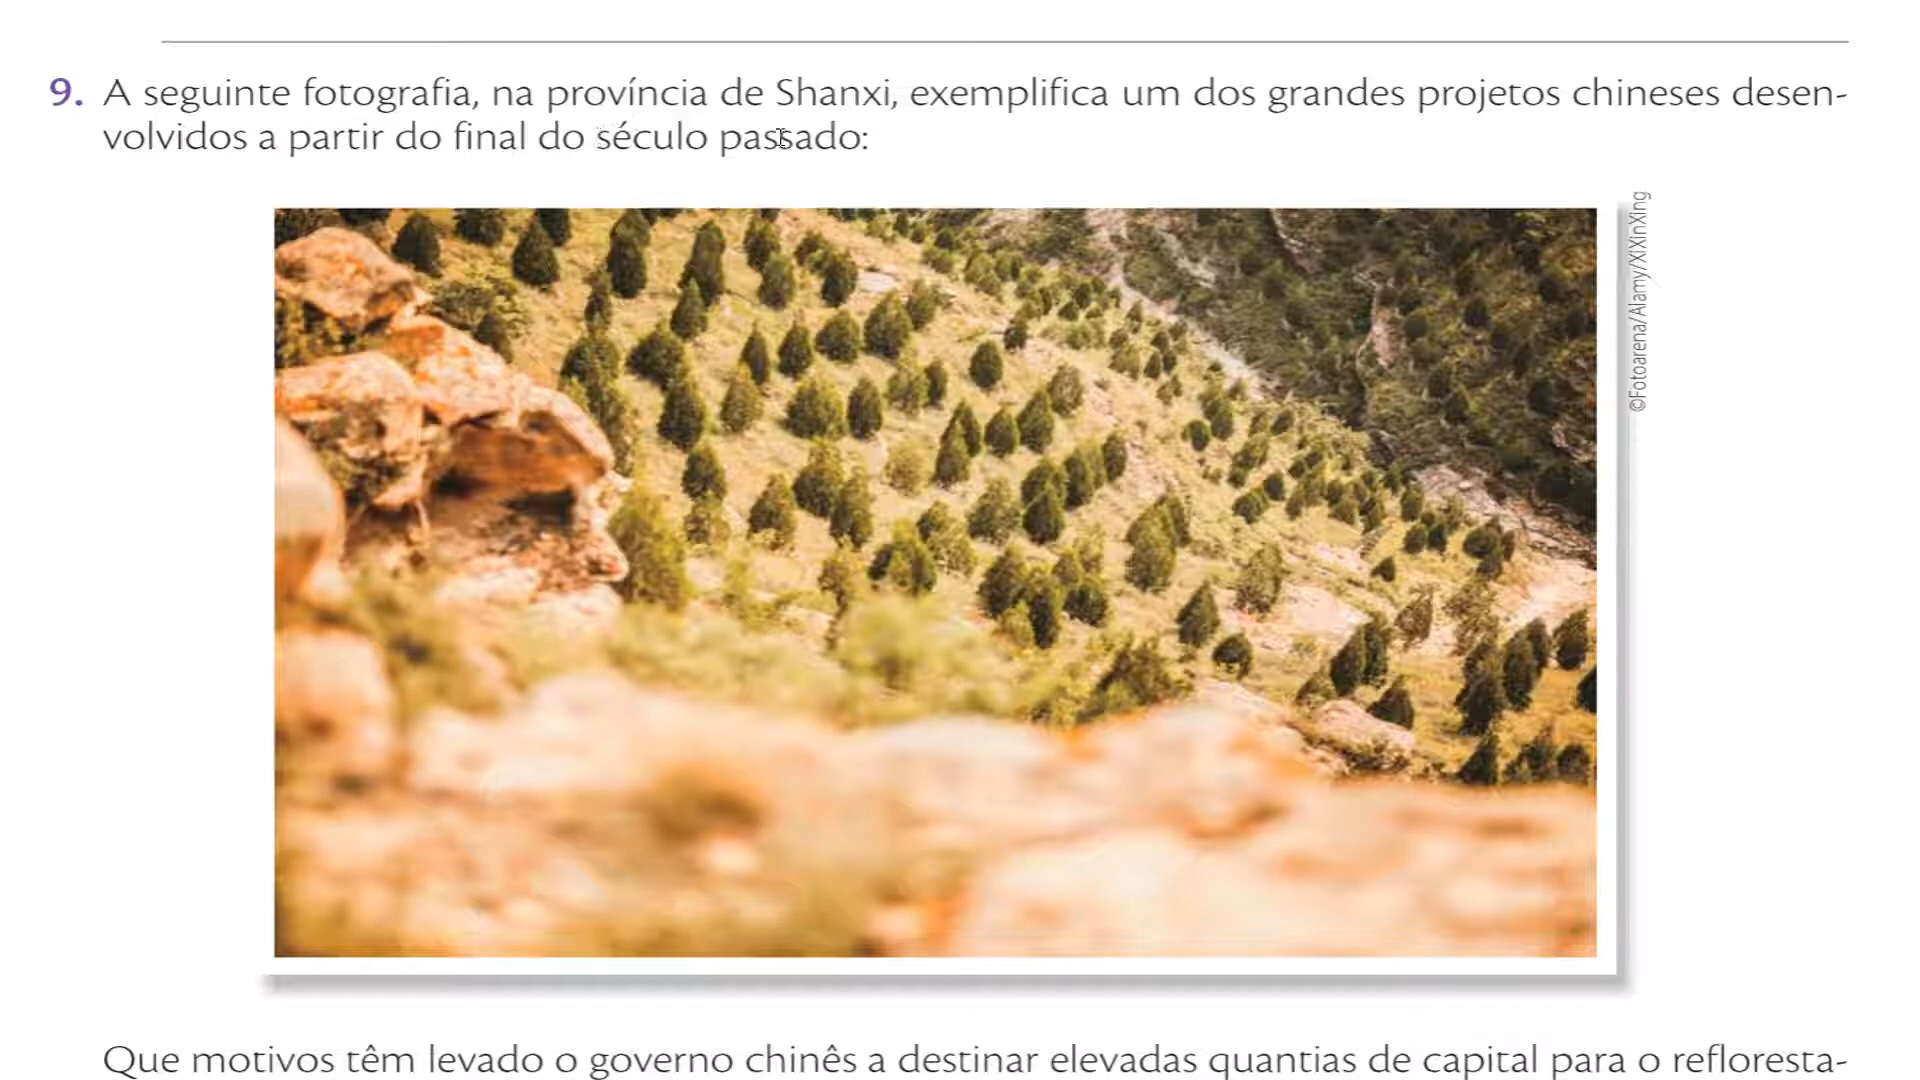 9. A seguinte fotografia, na província de Shanxi, exemplifica um dos grandes projetos chineses desen-
volvidos a partir do final do século passado:
©Fotoarena/Alamy/XiXinXing
Que motivos têm levado o governo chinês a destinar elevadas quantias de capital para o refloresta-